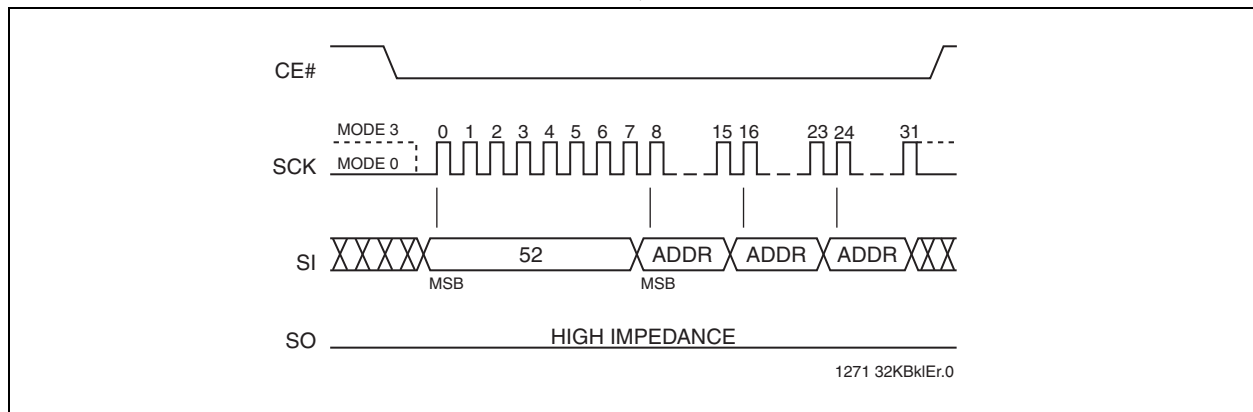 CE#
MODE 3
0 1 2 3 4 5 6 7 8 15 16 23 24 31
SCK MODE 0
SI 52 ADDR ADDR ADDR
MSB MSB
SO HIGH IMPEDANCE
1271 32KBklEr.0